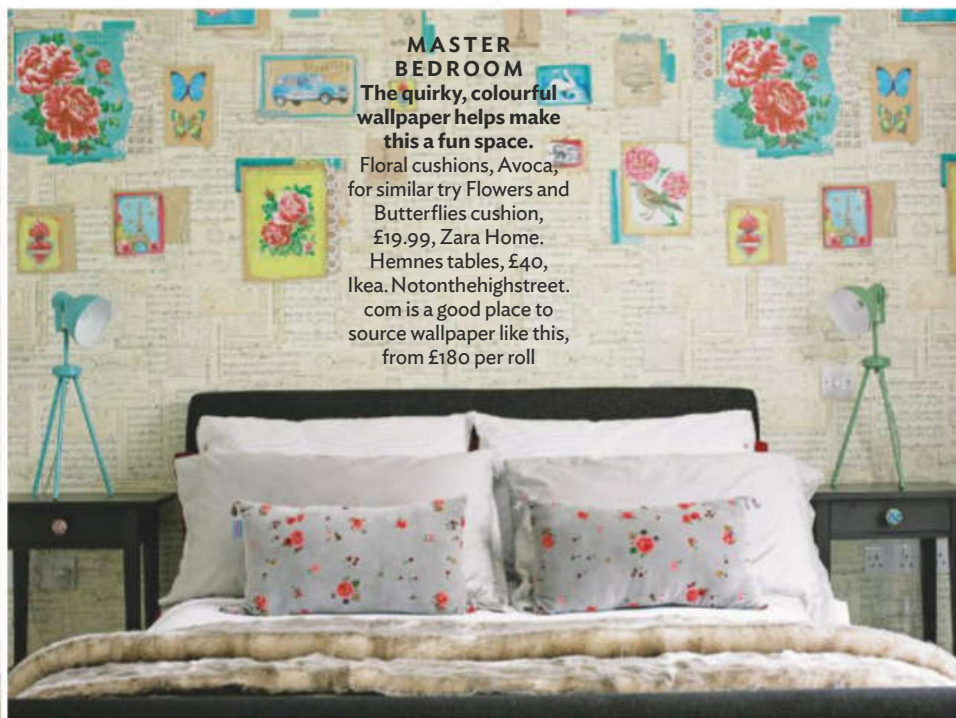 MASTER
BEDROOM
The quirky, colourful
wallpaper helps make
this a fun space.
Floral cushions, Avoca,
for similar try Flowers and
Butterflies cushion,
£19.99, Zara Home.
Hemnes tables, £40,
Ikea. Notonthehighstreet.
com is a good place to
source wallpaper like this,
from £180 per roll